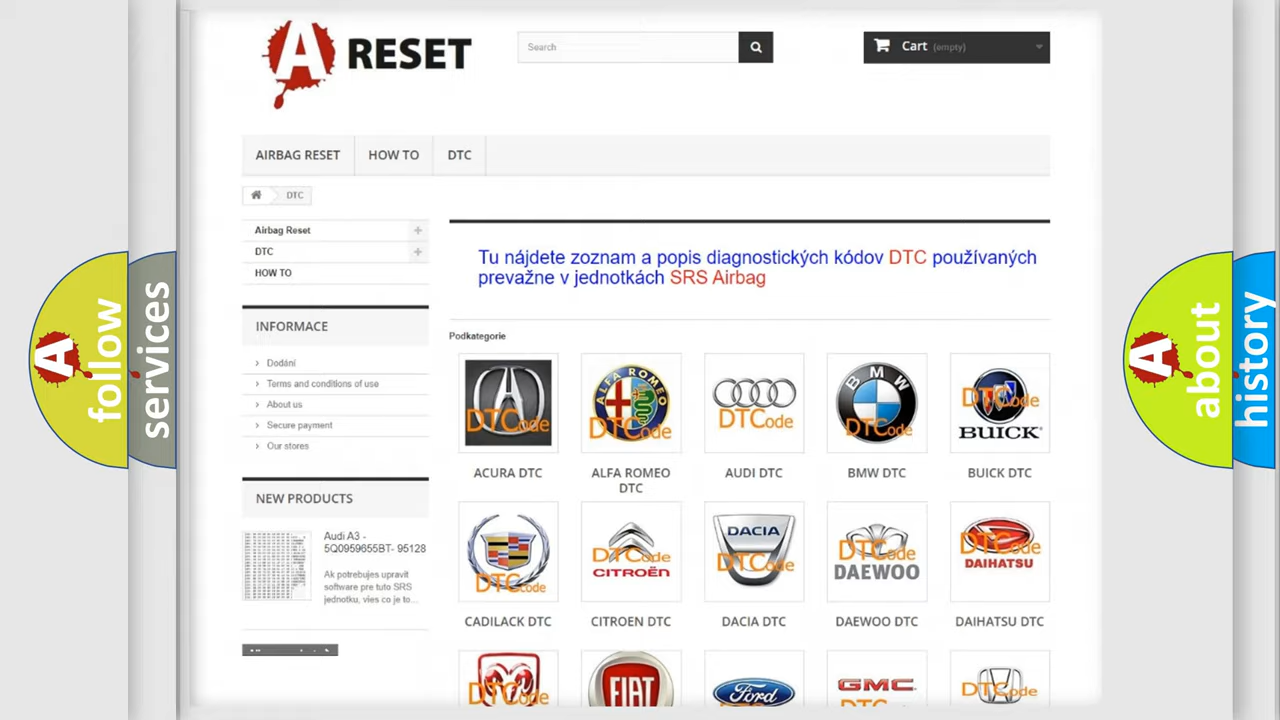 A RESET
Search
Cart (empty)
AIRBAG RESET
HOW TO
DTC
DTC
Airbag Reset
DTC
HOW TO
INFORMACE
Dodání
Terms and conditions of use
About us
Secure payment
Our stores
NEW PRODUCTS
Audi A3 -
5Q0959655BT- 95128
Ak potrebujes upravit
software pre tuto SRS
jednotku, vies co je to...
Tu nájdete zoznam a popis diagnostických kódov DTC používaných
prevažne v jednotkách SRS Airbag
Podkategorie
DTCode
ALFA ROMEO
DTCode
DTCode
BMW
DTCode
DTCode
BUICK
ACURA DTC
ALFA ROMEO
DTC
AUDI DTC
BMW DTC
BUICK DTC
DTCode
DTCode
CITROËN
DACIA
DTCode
DTCode
DAEWOO
DTCode
DAIHATSU
CADILACK DTC
CITROEN DTC
DACIA DTC
DAEWOO DTC
DAIHATSU DTC
DTCode
FIAT
Ford
GMC
DTCode
A follow
services
A about
history